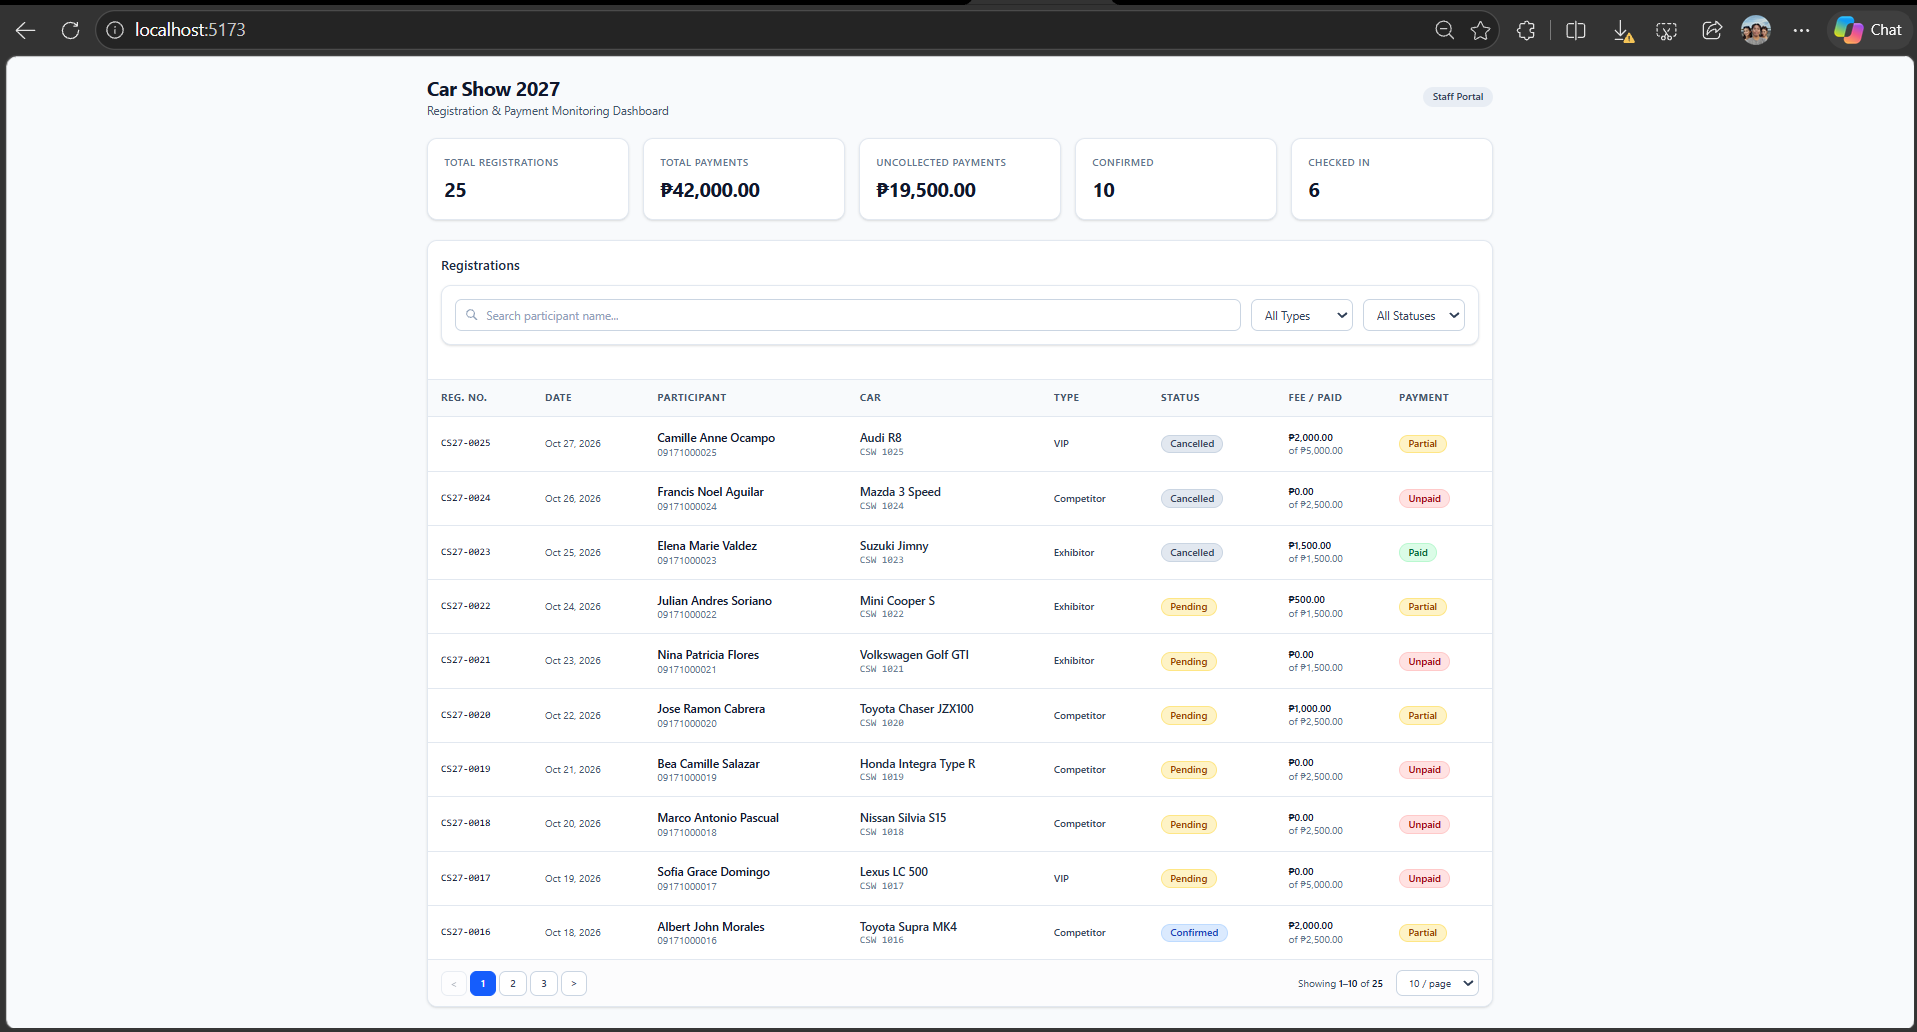 localhost:5173
Chat
Car Show 2027
Registration & Payment Monitoring Dashboard
Staff Portal
TOTAL REGISTRATIONS
25
TOTAL PAYMENTS
₱42,000.00
UNCOLLECTED PAYMENTS
₱19,500.00
CONFIRMED
10
CHECKED IN
6
Registrations
Search participant name...
All Types
All Statuses
REG. NO. DATE PARTICIPANT CAR TYPE STATUS FEE / PAID PAYMENT
CS27-0025 Oct 27, 2026 Camille Anne Ocampo Audi R8 VIP Cancelled ₱2,000.00 Partial
09171000025 CSW 1025 of ₱5,000.00
CS27-0024 Oct 26, 2026 Francis Noel Aguilar Mazda 3 Speed Competitor Cancelled ₱0.00 Unpaid
09171000024 CSW 1024 of ₱2,500.00
CS27-0023 Oct 25, 2026 Elena Marie Valdez Suzuki Jimny Exhibitor Cancelled ₱1,500.00 Paid
09171000023 CSW 1023 of ₱1,500.00
CS27-0022 Oct 24, 2026 Julian Andres Soriano Mini Cooper S Exhibitor Pending ₱500.00 Partial
09171000022 CSW 1022 of ₱1,500.00
CS27-0021 Oct 23, 2026 Nina Patricia Flores Volkswagen Golf GTI Exhibitor Pending ₱0.00 Unpaid
09171000021 CSW 1021 of ₱1,500.00
CS27-0020 Oct 22, 2026 Jose Ramon Cabrera Toyota Chaser JZX100 Competitor Pending ₱1,000.00 Partial
09171000020 CSW 1020 of ₱2,500.00
CS27-0019 Oct 21, 2026 Bea Camille Salazar Honda Integra Type R Competitor Pending ₱0.00 Unpaid
09171000019 CSW 1019 of ₱2,500.00
CS27-0018 Oct 20, 2026 Marco Antonio Pascual Nissan Silvia S15 Competitor Pending ₱0.00 Unpaid
09171000018 CSW 1018 of ₱2,500.00
CS27-0017 Oct 19, 2026 Sofia Grace Domingo Lexus LC 500 VIP Pending ₱0.00 Unpaid
09171000017 CSW 1017 of ₱5,000.00
CS27-0016 Oct 18, 2026 Albert John Morales Toyota Supra MK4 Competitor Confirmed ₱2,000.00 Partial
09171000016 CSW 1016 of ₱2,500.00
< 1 2 3 > Showing 1–10 of 25 10 / page